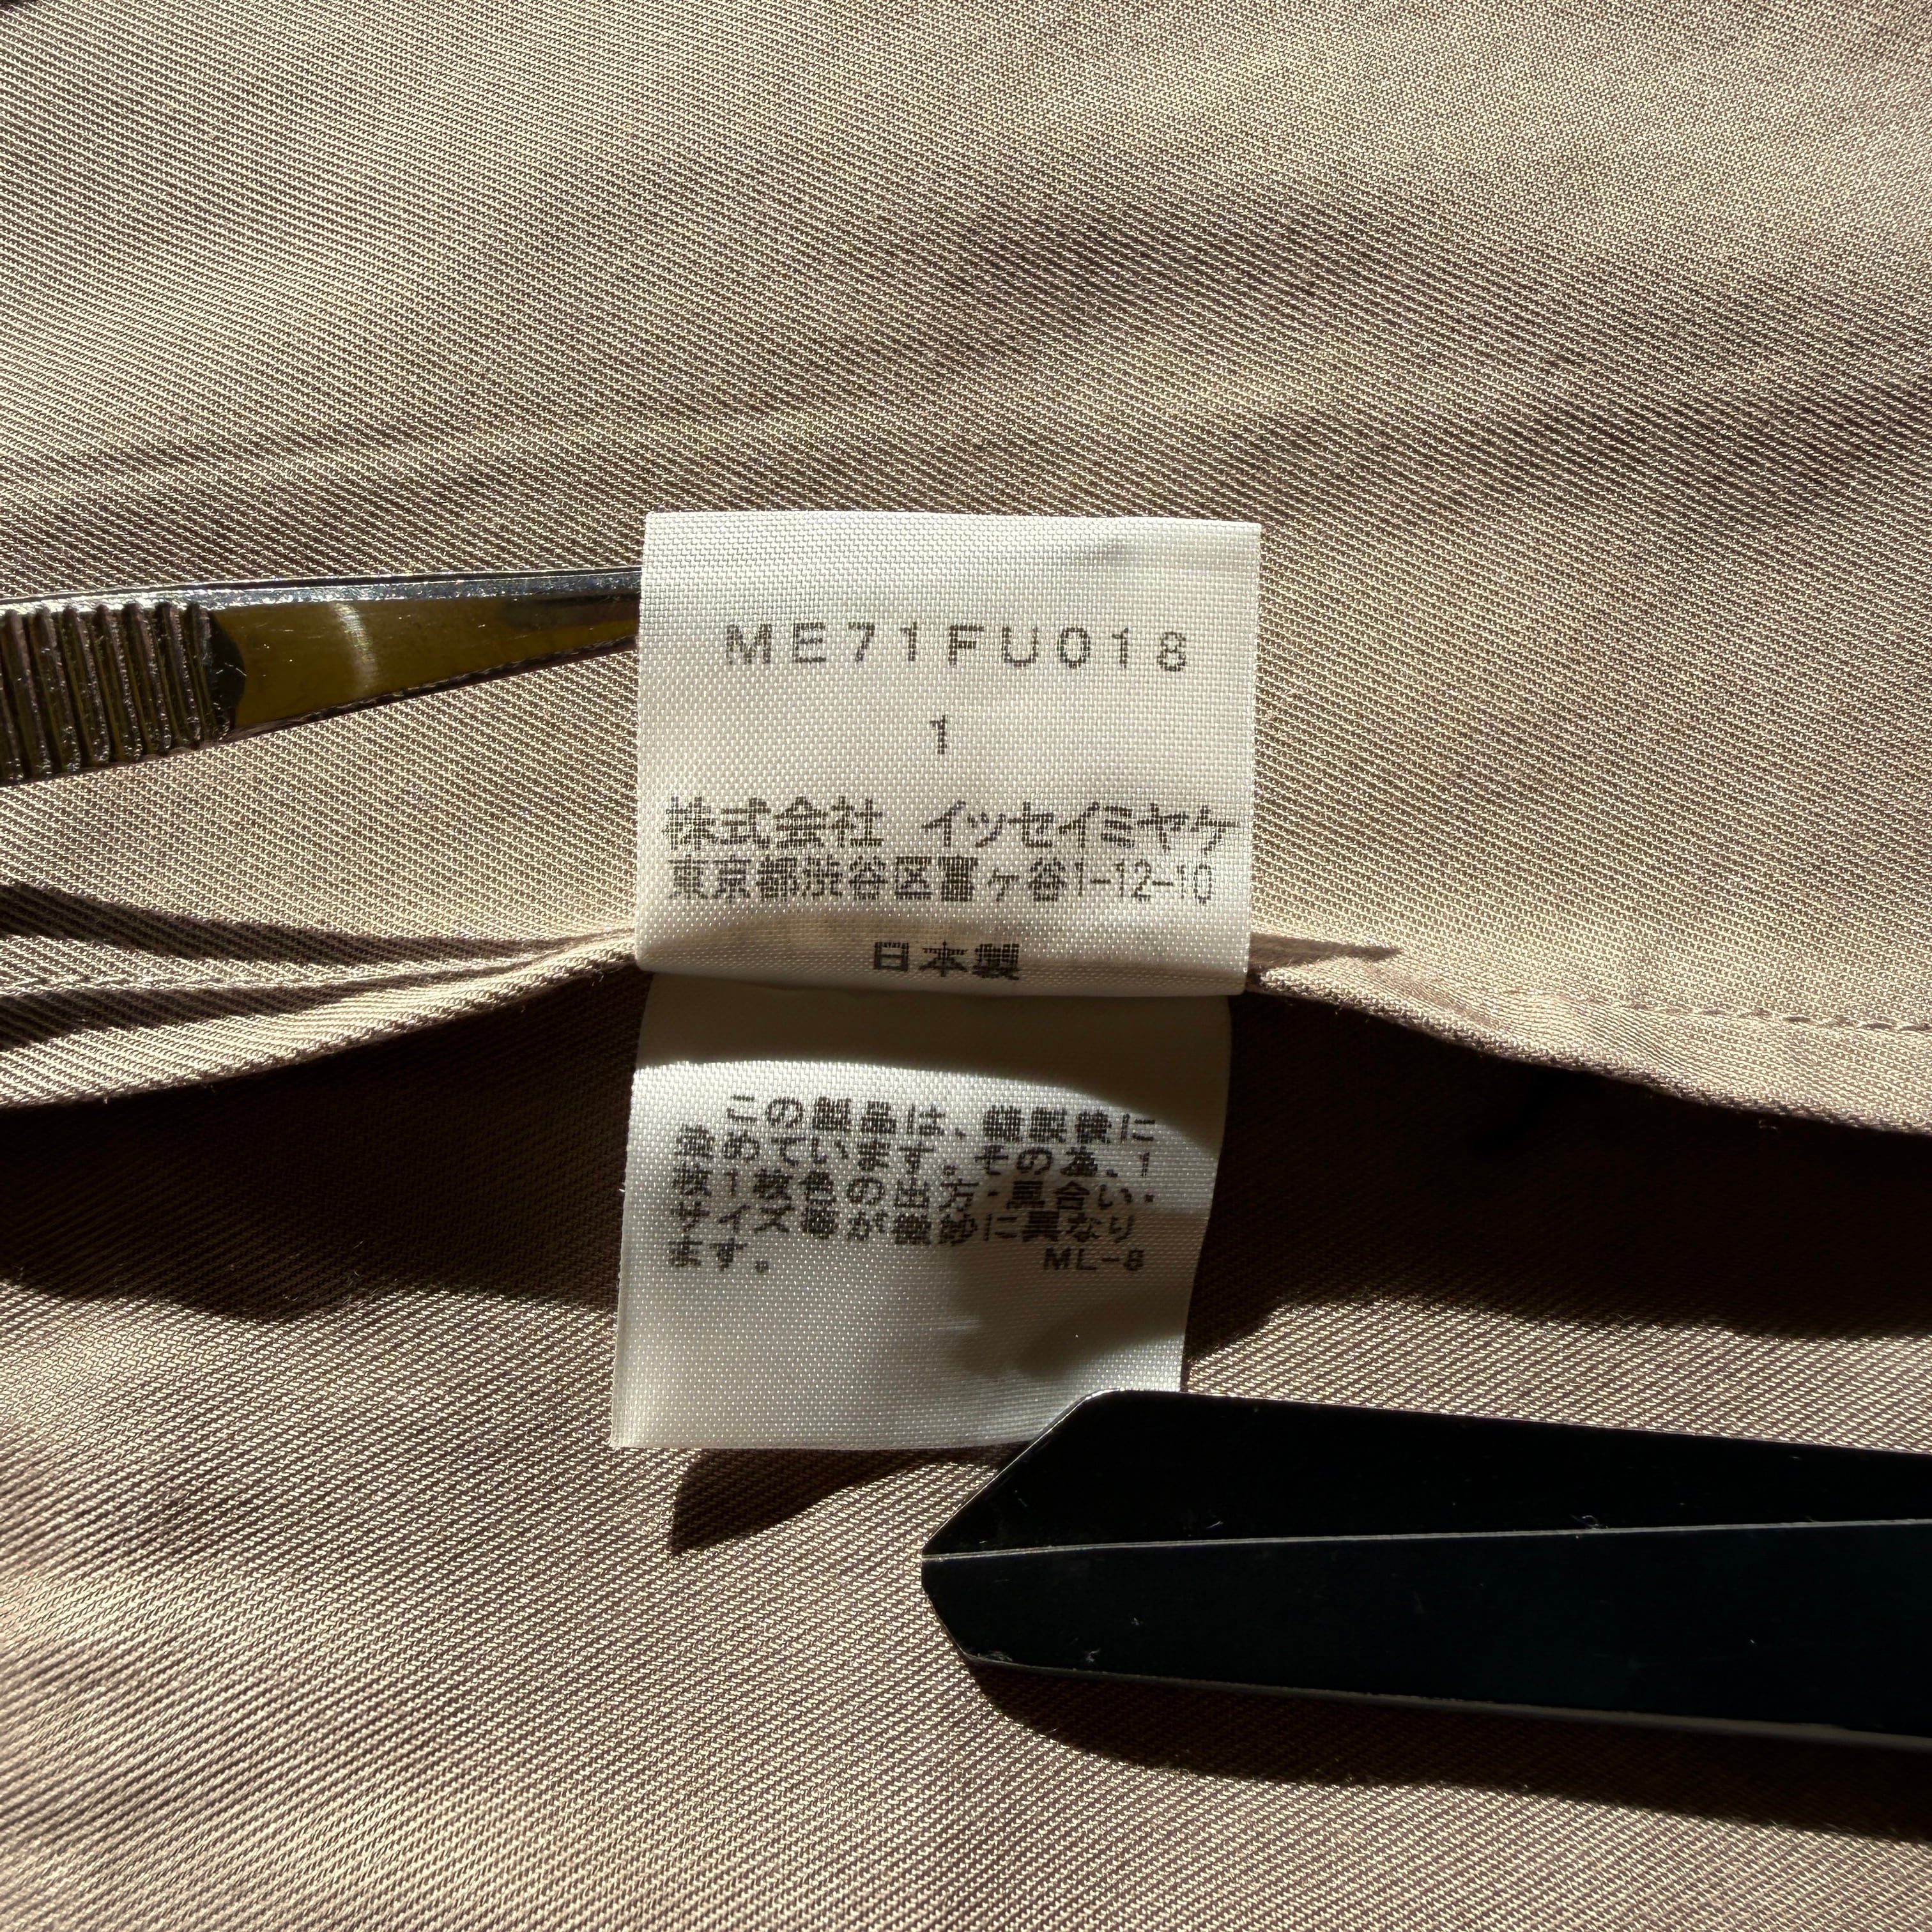 ME71FU018
1
株式会社 イッセイミヤケ
東京都渋谷区富ヶ谷1-12-10
日本製
この製品は、縫製後に
染めています。その為、1
枚1枚色の出方・風合い・
サイズ等が微妙に異なり
ます。 ML-8